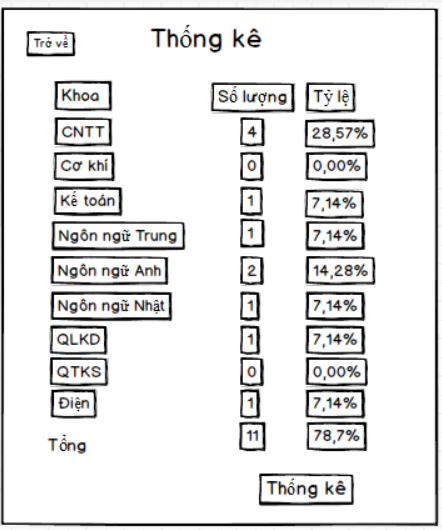 Trở về
Thống kê
Khoa Số lượng Tỷ lệ
CNTT 4 28,57%
Cơ khí 0 0,00%
Kế toán 1 7,14%
Ngôn ngữ Trung 1 7,14%
Ngôn ngữ Anh 2 14,28%
Ngôn ngữ Nhật 1 7,14%
QLKD 1 7,14%
QTKS 0 0,00%
Điện 1 7,14%
Tổng 11 78,7%
Thống kê